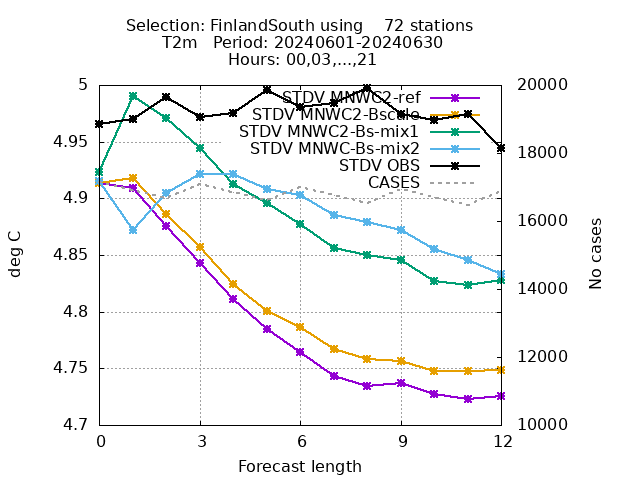 Selection: FinlandSouth using    72 stations
T2m   Period: 20240601-20240630
Hours: 00,03,...,21
5
4.95
4.9
4.85
4.8
4.75
4.7
deg C
20000
18000
16000
14000
12000
10000
No cases
STDV MNWC2-ref
STDV MNWC2-Bscale
STDV MNWC2-Bs-mix1
STDV MNWC-Bs-mix2
STDV OBS
CASES
0 3 6 9 12
Forecast length